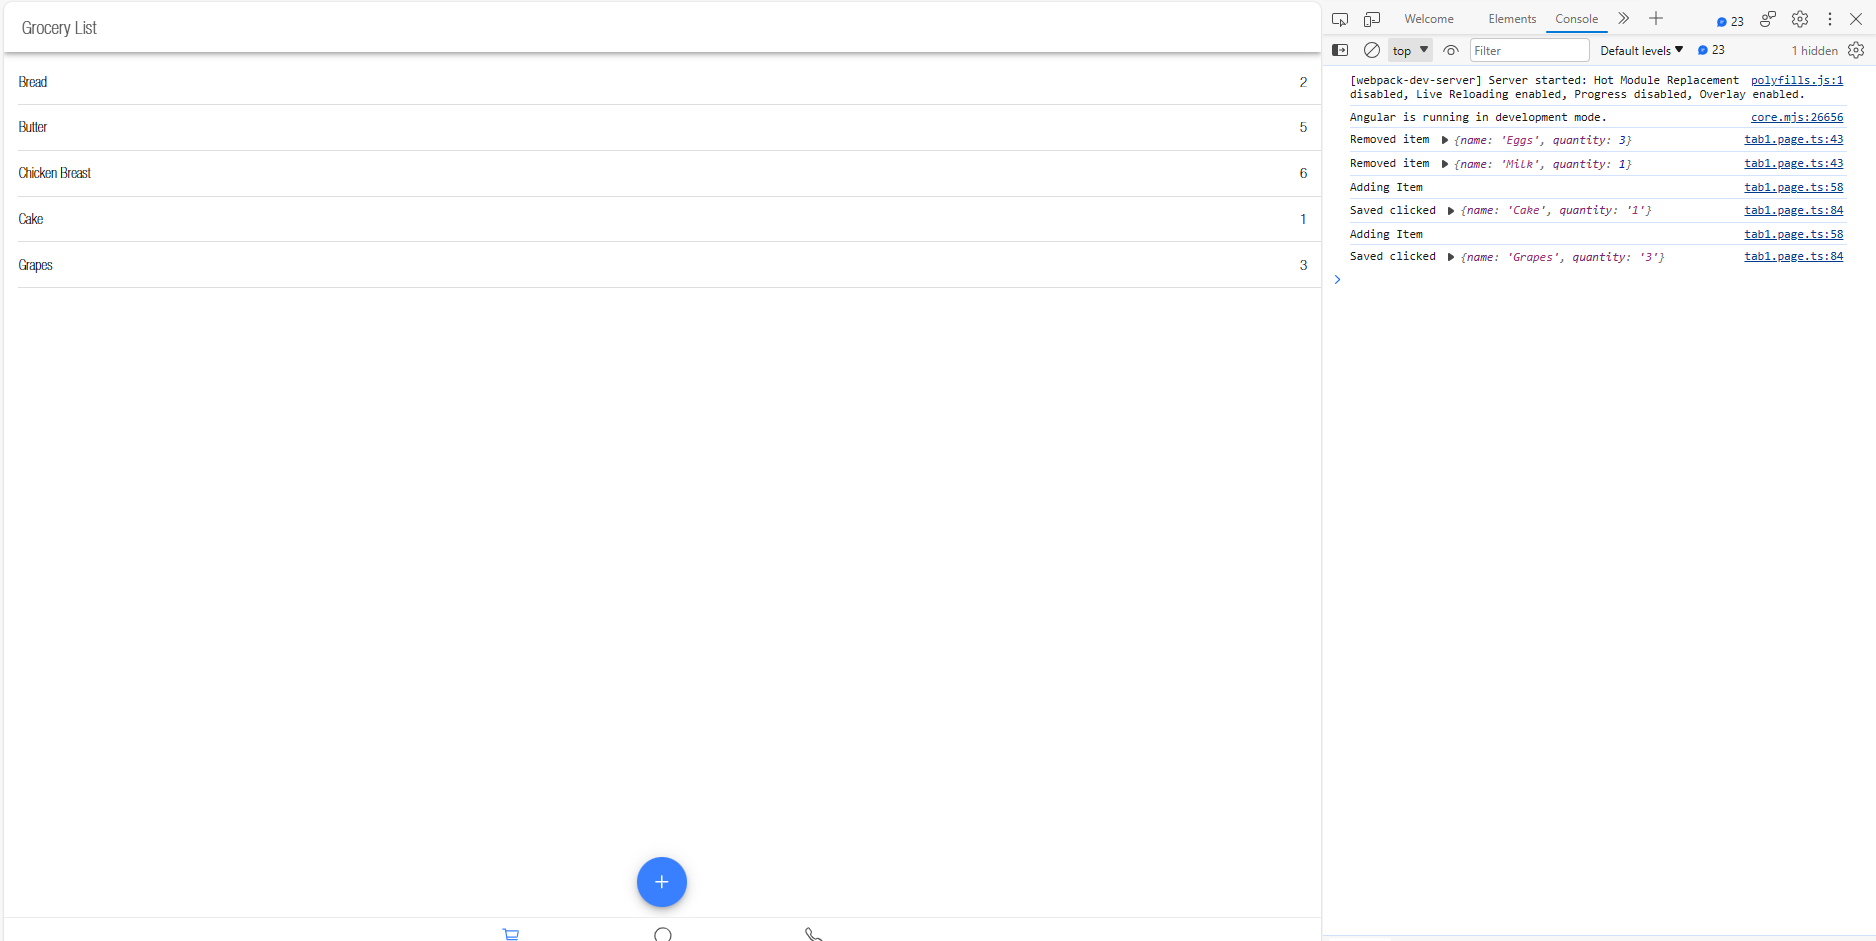 Grocery List
Bread 2
Butter 5
Chicken Breast 6
Cake 1
Grapes 3
Welcome Elements Console 23
top Filter Default levels 23 1 hidden
[webpack-dev-server] Server started: Hot Module Replacement polyfills.js:1
disabled, Live Reloading enabled, Progress disabled, Overlay enabled.
Angular is running in development mode. core.mjs:26656
Removed item {name: 'Eggs', quantity: 3} tab1.page.ts:43
Removed item {name: 'Milk', quantity: 1} tab1.page.ts:43
Adding Item tab1.page.ts:58
Saved clicked {name: 'Cake', quantity: '1'} tab1.page.ts:84
Adding Item tab1.page.ts:58
Saved clicked {name: 'Grapes', quantity: '3'} tab1.page.ts:84